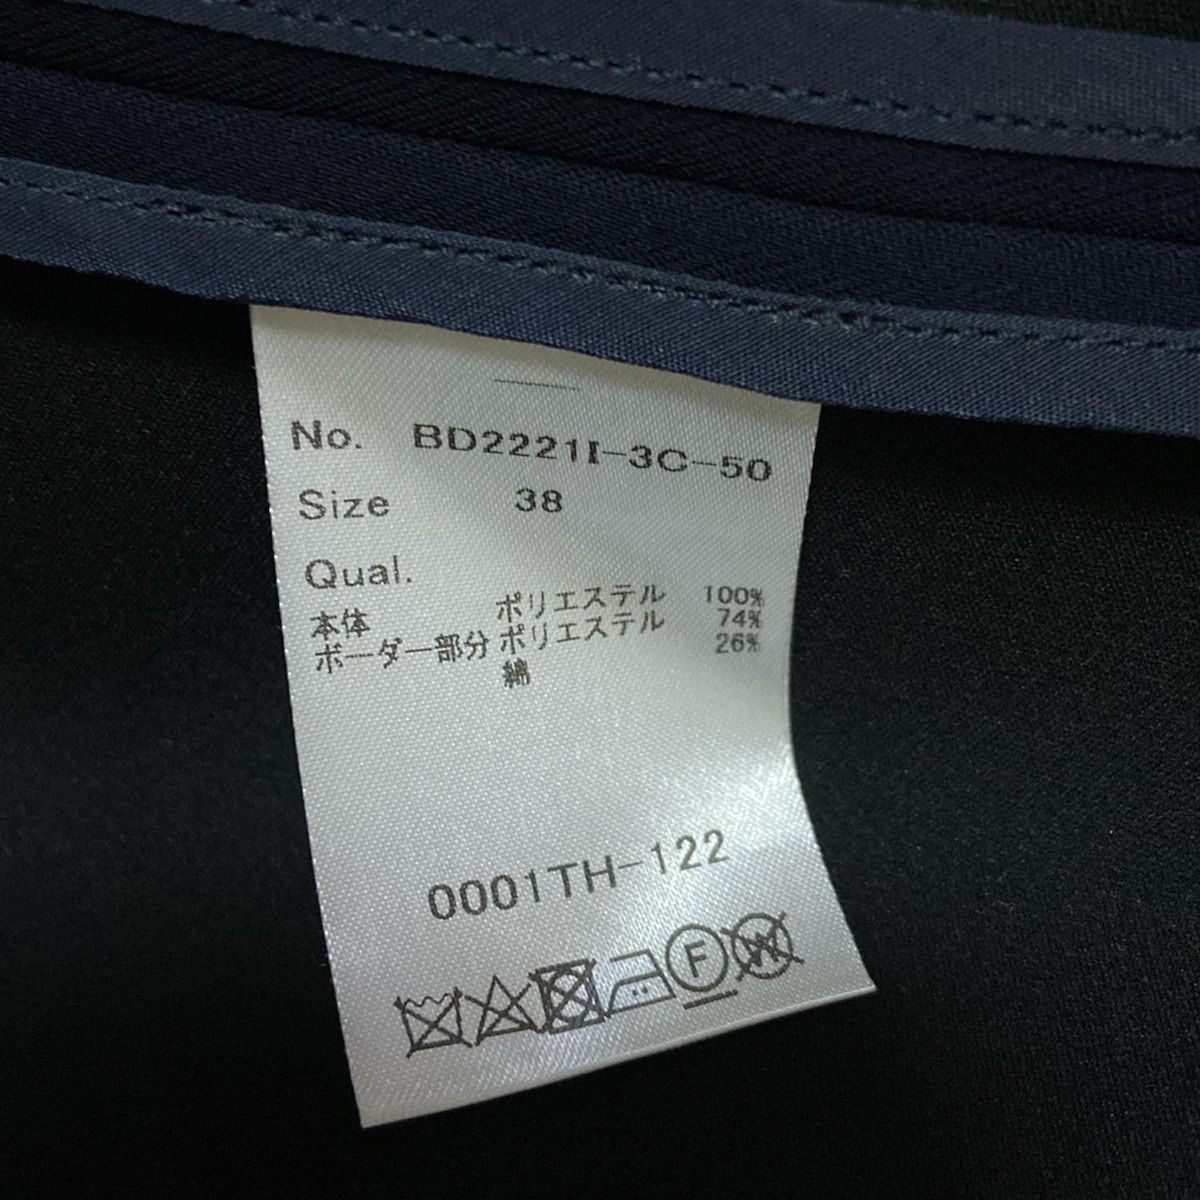 No. BD2221I-3C-50
Size 38
Qual.
本体 ポリエステル 100%
ボーダー部分 ポリエステル 74%
綿 26%
0001TH-122
F W